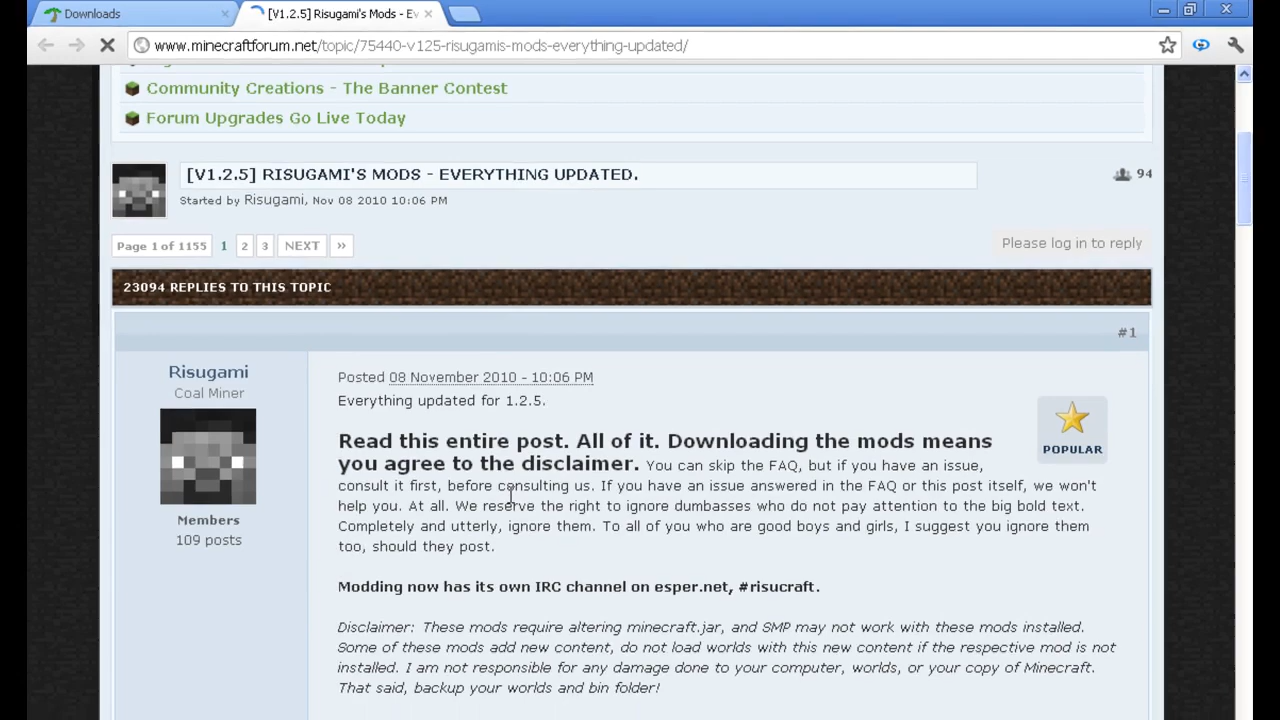 Downloads
[V1.2.5] Risugami's Mods - Ev
www.minecraftforum.net/topic/75440-v125-risugamis-mods-everything-updated/
Community Creations - The Banner Contest
Forum Upgrades Go Live Today
[V1.2.5] RISUGAMI'S MODS - EVERYTHING UPDATED.
94
Started by Risugami, Nov 08 2010 10:06 PM
Page 1 of 1155 1 2 3 NEXT »
Please log in to reply
23094 REPLIES TO THIS TOPIC
#1
Risugami
Coal Miner
Members
109 posts
Posted 08 November 2010 - 10:06 PM
Everything updated for 1.2.5.
POPULAR
Read this entire post. All of it. Downloading the mods means
you agree to the disclaimer. You can skip the FAQ, but if you have an issue,
consult it first, before consulting us. If you have an issue answered in the FAQ or this post itself, we won't
help you. At all. We reserve the right to ignore dumbasses who do not pay attention to the big bold text.
Completely and utterly, ignore them. To all of you who are good boys and girls, I suggest you ignore them
too, should they post.
Modding now has its own IRC channel on esper.net, #risucraft.
Disclaimer: These mods require altering minecraft.jar, and SMP may not work with these mods installed.
Some of these mods add new content, do not load worlds with this new content if the respective mod is not
installed. I am not responsible for any damage done to your computer, worlds, or your copy of Minecraft.
That said, backup your worlds and bin folder!